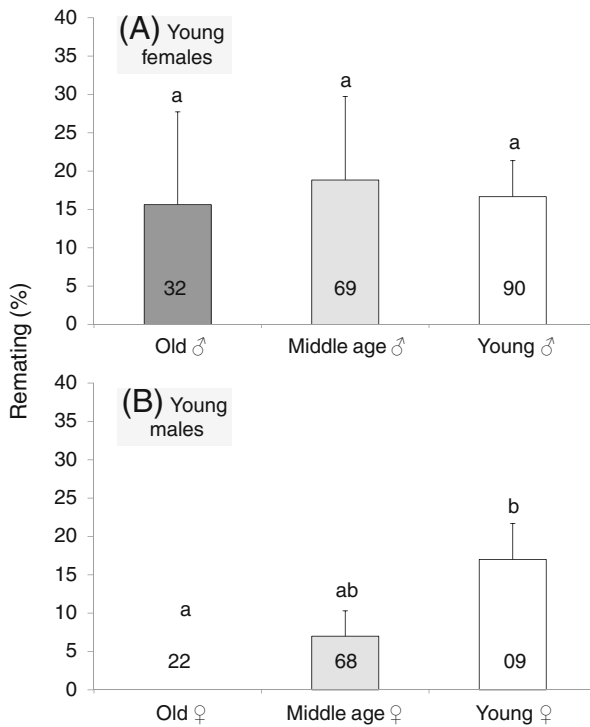 Remating (%)
(A) Young
females
40
35
30
25
20
15
10
5
0
a
a
a
32
69
90
Old ♂
Middle age ♂
Young ♂
(B) Young
males
40
35
30
25
20
15
10
5
0
a
ab
b
22
68
09
Old ♀
Middle age ♀
Young ♀